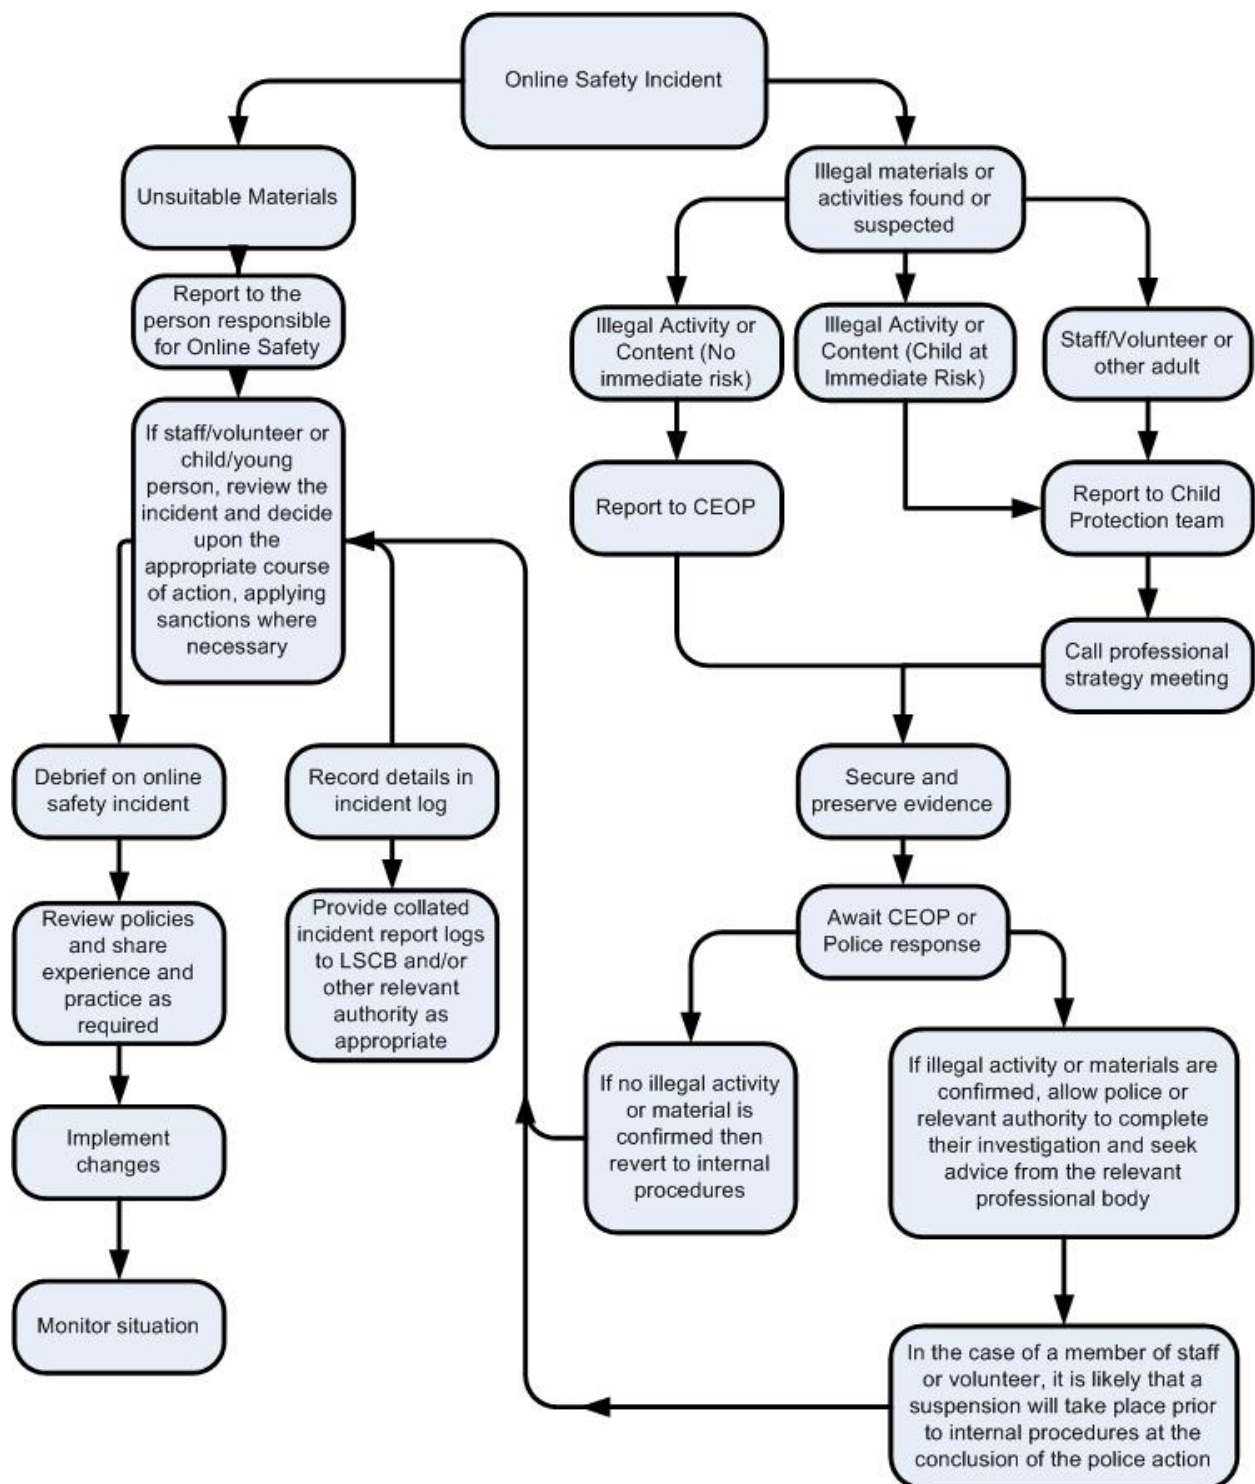 Online Safety Incident
Unsuitable Materials
Illegal materials or
activities found or
suspected
Report to the
person responsible
for Online Safety
Illegal Activity or
Content (No
immediate risk)
Illegal Activity or
Content (Child at
Immediate Risk)
Staff/Volunteer or
other adult
If staff/volunteer or
child/young
person, review the
incident and decide
upon the
appropriate course
of action, applying
sanctions where
necessary
Report to CEOP
Report to Child
Protection team
Call professional
strategy meeting
Debrief on online
safety incident
Record details in
incident log
Secure and
preserve evidence
Review policies
and share
experience and
practice as
required
Provide collated
incident report logs
to LSCB and/or
other relevant
authority as
appropriate
Await CEOP or
Police response
If no illegal activity
or material is
confirmed then
revert to internal
procedures
If illegal activity or materials are
confirmed, allow police or
relevant authority to complete
their investigation and seek
advice from the relevant
professional body
Implement
changes
Monitor situation
In the case of a member of staff
or volunteer, it is likely that a
suspension will take place prior
to internal procedures at the
conclusion of the police action